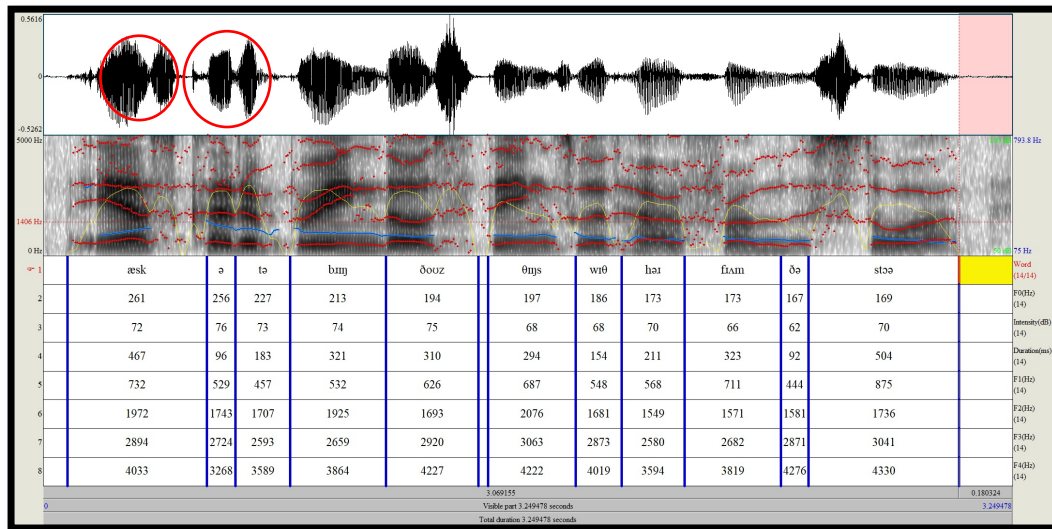 0.5616
0
-0.5262
5000 Hz
1406 Hz
0 Hz
793.8 Hz
75 Hz
1 æsk ə tə bɹɪŋ ðoʊz θɪŋs wɪθ həɹ fɹʌm ðə stɔə Word (14/14)
2 261 256 227 213 194 197 186 173 173 167 169 F0(Hz) (14)
3 72 76 73 74 75 68 68 70 66 62 70 Intensity(dB) (14)
4 467 96 183 321 310 294 154 211 323 92 504 Duration(ms) (14)
5 732 529 457 532 626 687 548 568 711 444 875 F1(Hz) (14)
6 1972 1743 1707 1925 1693 2076 1681 1549 1571 1581 1736 F2(Hz) (14)
7 2894 2724 2593 2659 2920 3063 2873 2580 2682 2871 3041 F3(Hz) (14)
8 4033 3268 3589 3864 4227 4222 4019 3594 3819 4276 4330 F4(Hz) (14)
3.069155 0.180324
0 Visible part 3.249478 seconds 3.249478
Total duration 3.249478 seconds